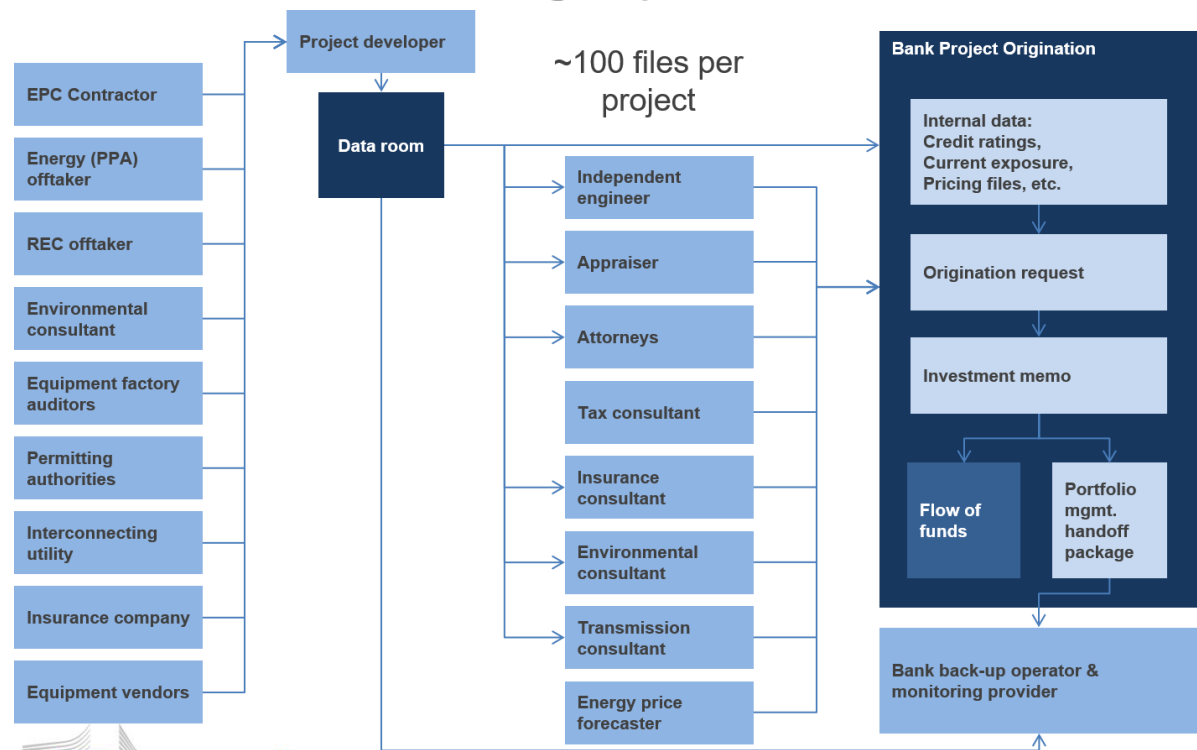 Project developer
~100 files per
project
Bank Project Origination
EPC Contractor
Energy (PPA)
offtaker
REC offtaker
Environmental
consultant
Equipment factory
auditors
Permitting
authorities
Interconnecting
utility
Insurance company
Equipment vendors
Data room
Independent
engineer
Appraiser
Attorneys
Tax consultant
Insurance
consultant
Environmental
consultant
Transmission
consultant
Energy price
forecaster
Internal data:
Credit ratings,
Current exposure,
Pricing files, etc.
Origination request
Investment memo
Flow of
funds
Portfolio
mgmt.
handoff
package
Bank back-up operator &
monitoring provider